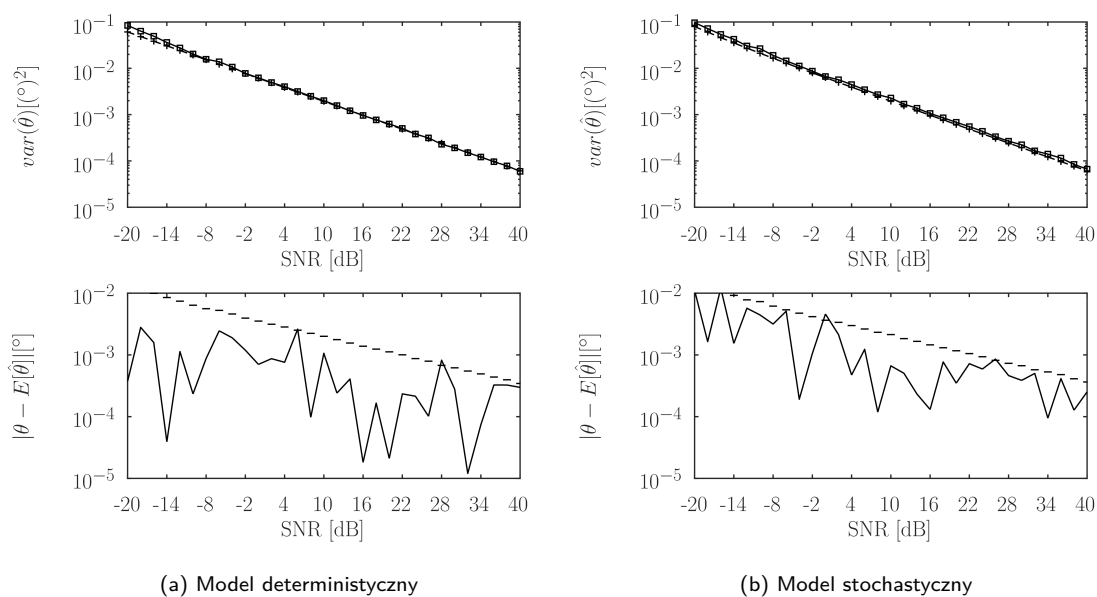 10⁻¹
10⁻²
10⁻³
10⁻⁴
10⁻⁵
var(θ̂)[(°)²]
-20 -14 -8 -2 4 10 16 22 28 34 40
SNR [dB]
10⁻¹
10⁻²
10⁻³
10⁻⁴
10⁻⁵
var(θ̂)[(°)²]
-20 -14 -8 -2 4 10 16 22 28 34 40
SNR [dB]
10⁻²
10⁻³
10⁻⁴
10⁻⁵
|θ − E[θ̂]|[°]
-20 -14 -8 -2 4 10 16 22 28 34 40
SNR [dB]
10⁻²
10⁻³
10⁻⁴
10⁻⁵
|θ − E[θ̂]|[°]
-20 -14 -8 -2 4 10 16 22 28 34 40
SNR [dB]
(a) Model deterministyczny
(b) Model stochastyczny